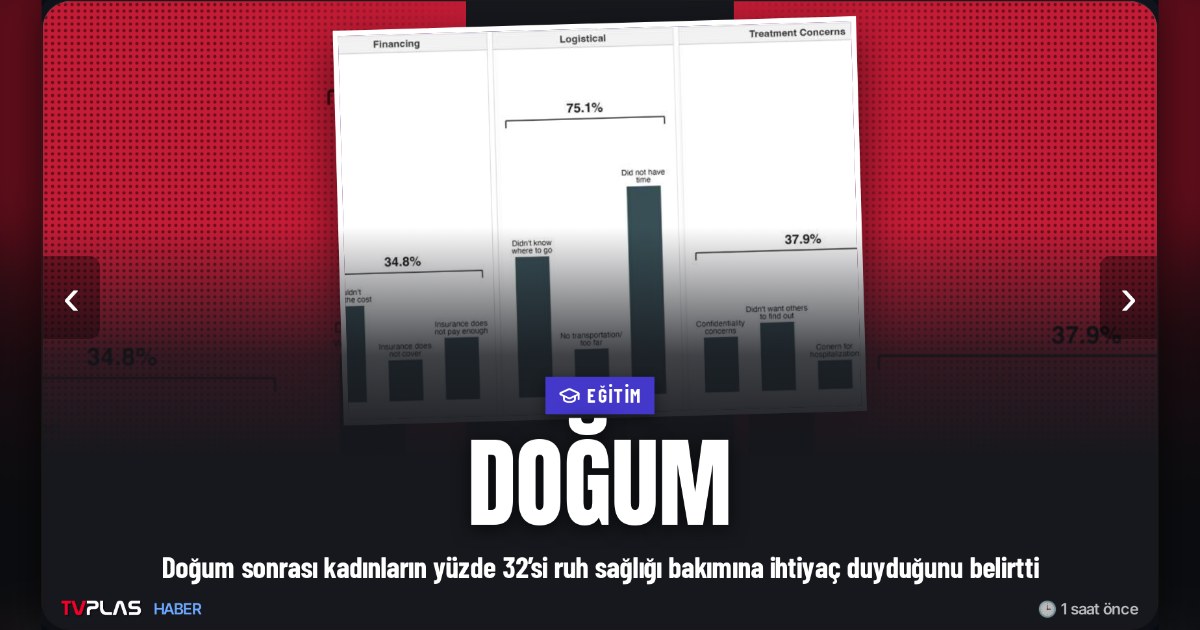 Financing
Logistical
Treatment Concerns
75.1%
Did not have
time
Didn't know
where to go
37.9%
34.8%
the cost
Insurance does
not pay enough
Insurance does
not cover
No transportation/
too far
Confidentiality
concerns
Didn't want others
to find out
Concern for
hospitalization
34.8%
37.9%
‹
›
EĞİTİM
DOĞUM
Doğum sonrası kadınların yüzde 32'si ruh sağlığı bakımına ihtiyaç duyduğunu belirtti
TVPLAS HABER
1 saat önce